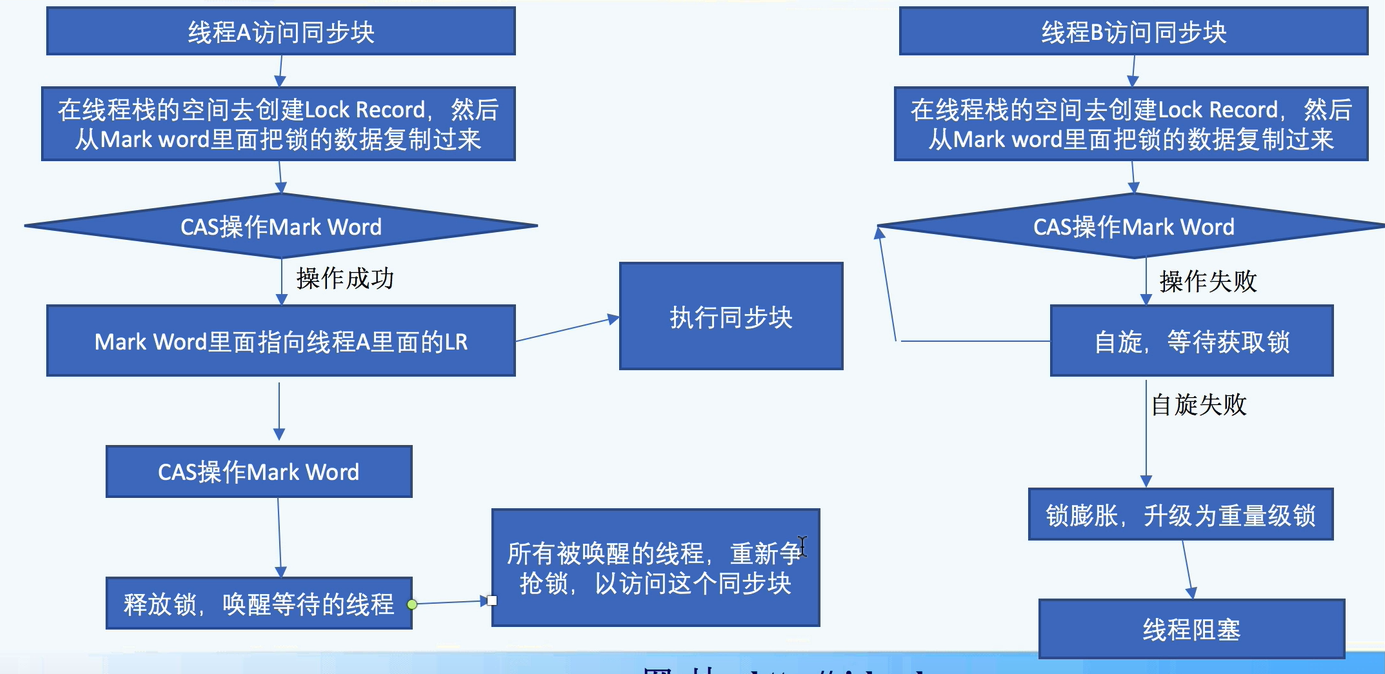 线程A访问同步块
在线程栈的空间去创建Lock Record，然后
从Mark word里面把锁的数据复制过来
CAS操作Mark Word
操作成功
Mark Word里面指向线程A里面的LR
执行同步块
CAS操作Mark Word
释放锁，唤醒等待的线程
所有被唤醒的线程，重新争
抢锁，以访问这个同步块
线程B访问同步块
在线程栈的空间去创建Lock Record，然后
从Mark word里面把锁的数据复制过来
CAS操作Mark Word
操作失败
自旋，等待获取锁
自旋失败
锁膨胀，升级为重量级锁
线程阻塞